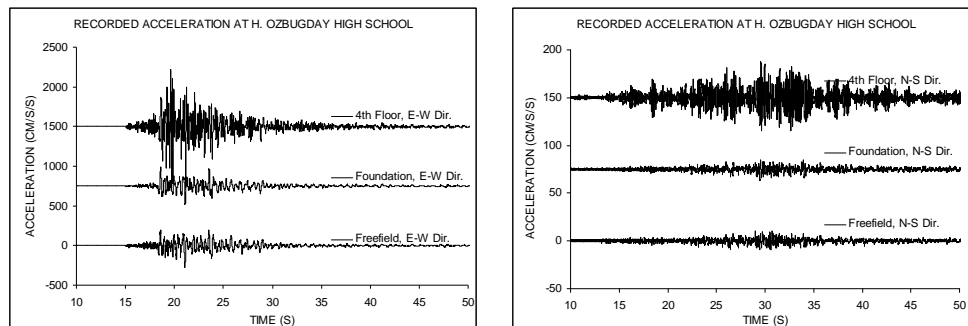 RECORDED ACCELERATION AT H. OZBUGDAY HIGH SCHOOL
2500
2000
1500
1000
500
0
-500
ACCELERATION (CM/S/S)
4th Floor, E-W Dir.
Foundation, E-W Dir.
Freefield, E-W Dir.
10 15 20 25 30 35 40 45 50
TIME (S)
RECORDED ACCELERATION AT H. OZBUGDAY HIGH SCHOOL
200
150
100
50
0
-50
ACCELERATION (CM/S/S)
4th Floor, N-S Dir.
Foundation, N-S Dir.
Freefield, N-S Dir.
10 15 20 25 30 35 40 45 50
TIME (S)